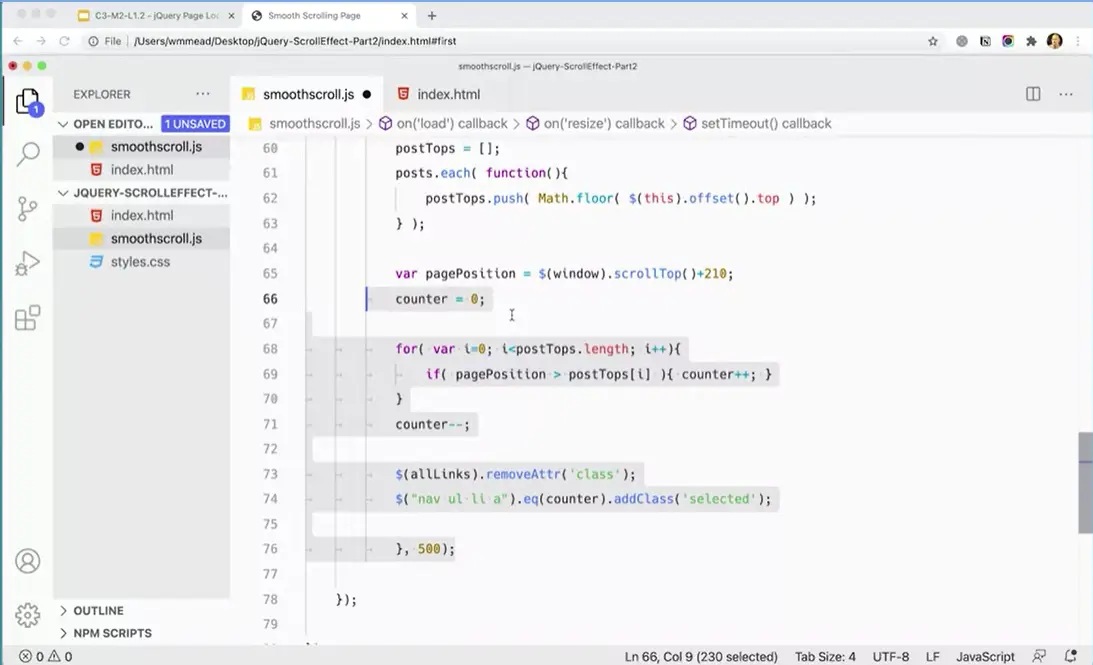 C3-M2-L1.2 - jQuery Page Loc
Smooth Scrolling Page
File /Users/wmmead/Desktop/jQuery-ScrollEffect-Part2/index.html#first
smoothscroll.js — jQuery-ScrollEffect-Part2
1
EXPLORER
smoothscroll.js
index.html
OPEN EDITO... 1 UNSAVED
smoothscroll.js > on('load') callback > on('resize') callback > setTimeout() callback
smoothscroll.js
index.html
JQUERY-SCROLLEFFECT-...
index.html
smoothscroll.js
styles.css
60 postTops = [];
61 posts.each( function(){
62 postTops.push( Math.floor( $(this).offset().top ) );
63 } );
64
65 var pagePosition = $(window).scrollTop()+210;
66 counter = 0;
67
68 for( var i=0; i<postTops.length; i++){
69 if( pagePosition > postTops[i] ){ counter++; }
70 }
71 counter--;
72
73 $(allLinks).removeAttr('class');
74 $("nav ul li a").eq(counter).addClass('selected');
75
76 }, 500);
77
78 });
79
OUTLINE
NPM SCRIPTS
0 0
Ln 66, Col 9 (230 selected) Tab Size: 4 UTF-8 LF JavaScript